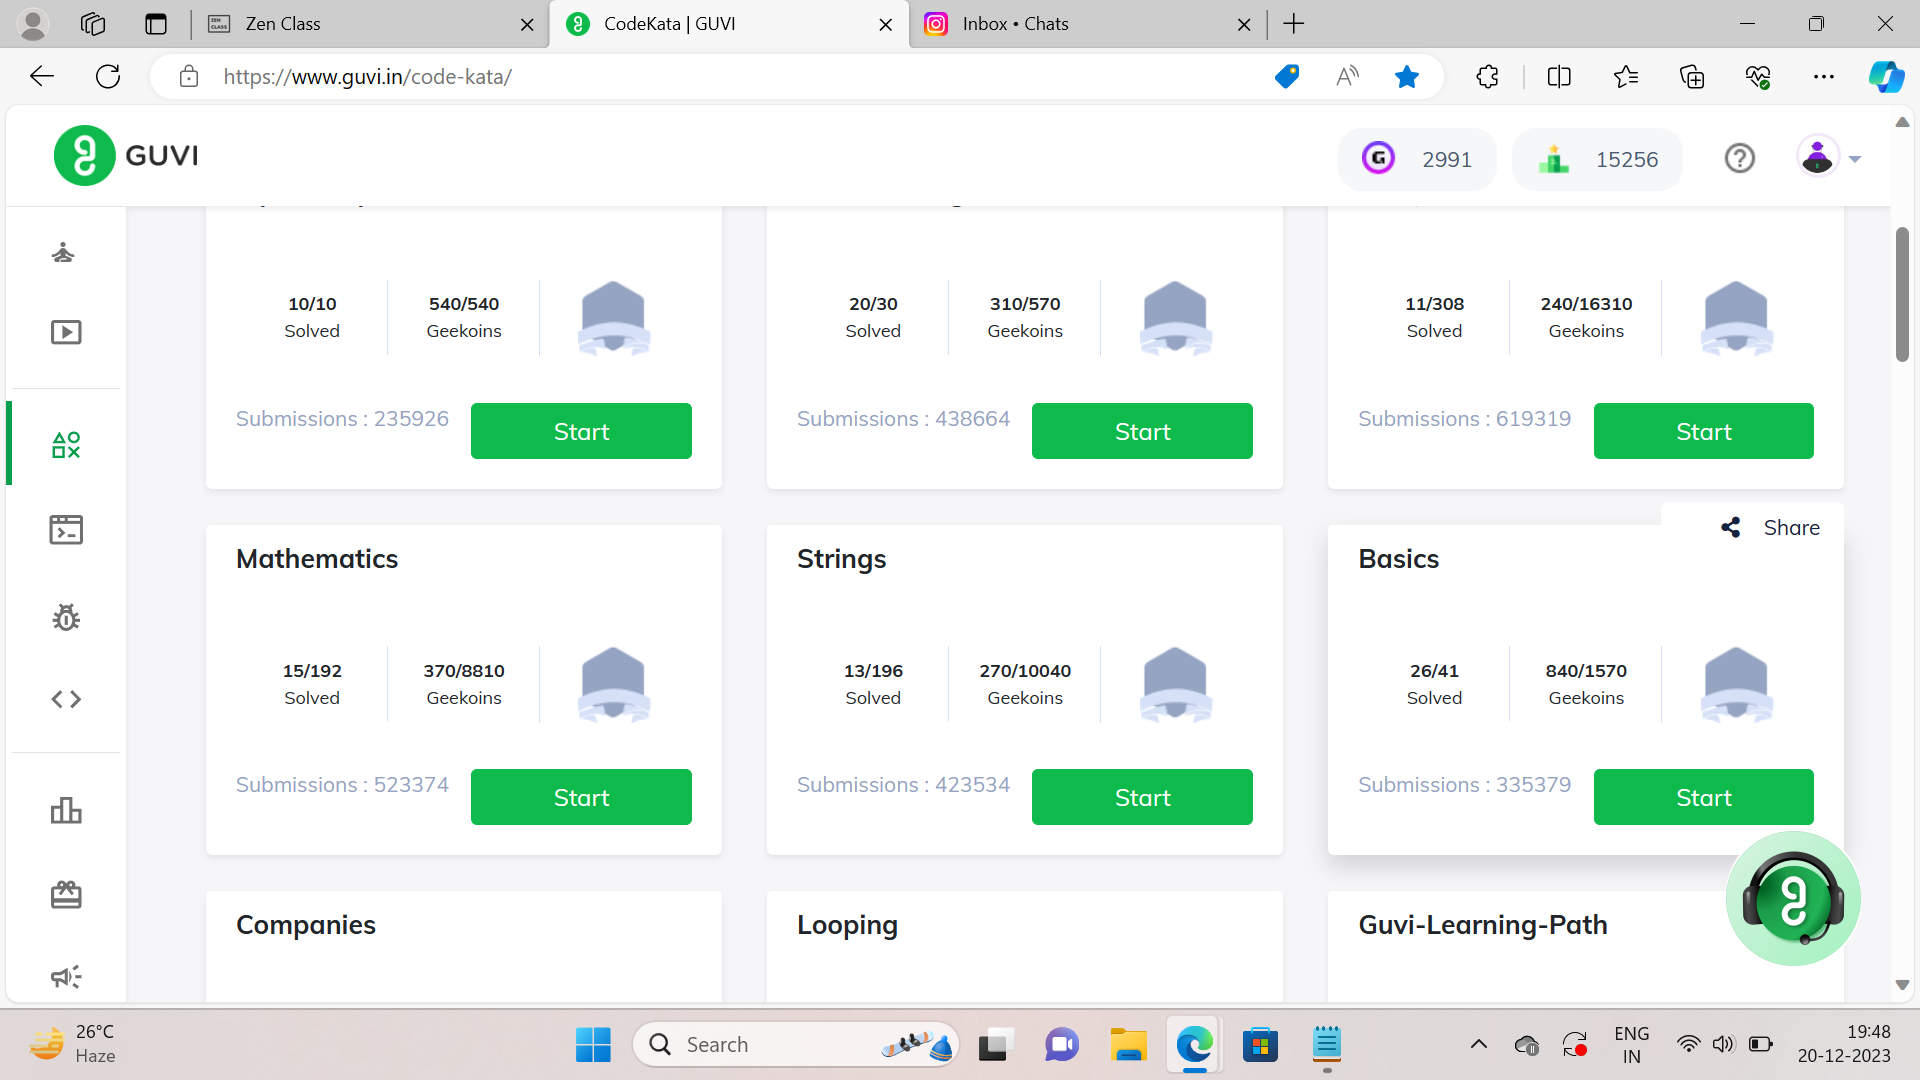 Zen Class
CodeKata | GUVI
Inbox • Chats
https://www.guvi.in/code-kata/
GUVI
2991
15256
10/10
Solved
540/540
Geekoins
20/30
Solved
310/570
Geekoins
11/308
Solved
240/16310
Geekoins
Submissions : 235926
Start
Submissions : 438664
Start
Submissions : 619319
Start
Share
Mathematics
Strings
Basics
15/192
Solved
370/8810
Geekoins
13/196
Solved
270/10040
Geekoins
26/41
Solved
840/1570
Geekoins
Submissions : 523374
Start
Submissions : 423534
Start
Submissions : 335379
Start
Companies
Looping
Guvi-Learning-Path
26°C
Haze
Search
ENG
IN
19:48
20-12-2023